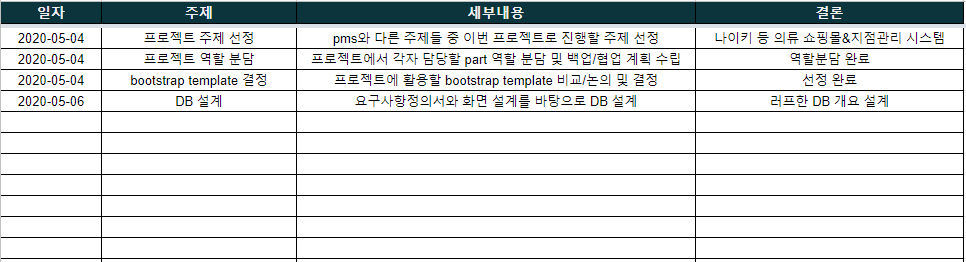 일자 주제 세부내용 결론
2020-05-04 프로젝트 주제 선정 pms와 다른 주제들 중 이번 프로젝트로 진행할 주제 선정 나이키 등 의류 쇼핑몰&지점관리 시스템
2020-05-04 프로젝트 역할 분담 프로젝트에서 각자 담당할 part 역할 분담 및 백업/협업 계획 수립 역할분담 완료
2020-05-04 bootstrap template 결정 프로젝트에 활용할 bootstrap template 비교/논의 및 결정 선정 완료
2020-05-06 DB 설계 요구사항정의서와 화면 설계를 바탕으로 DB 설계 러프한 DB 개요 설계